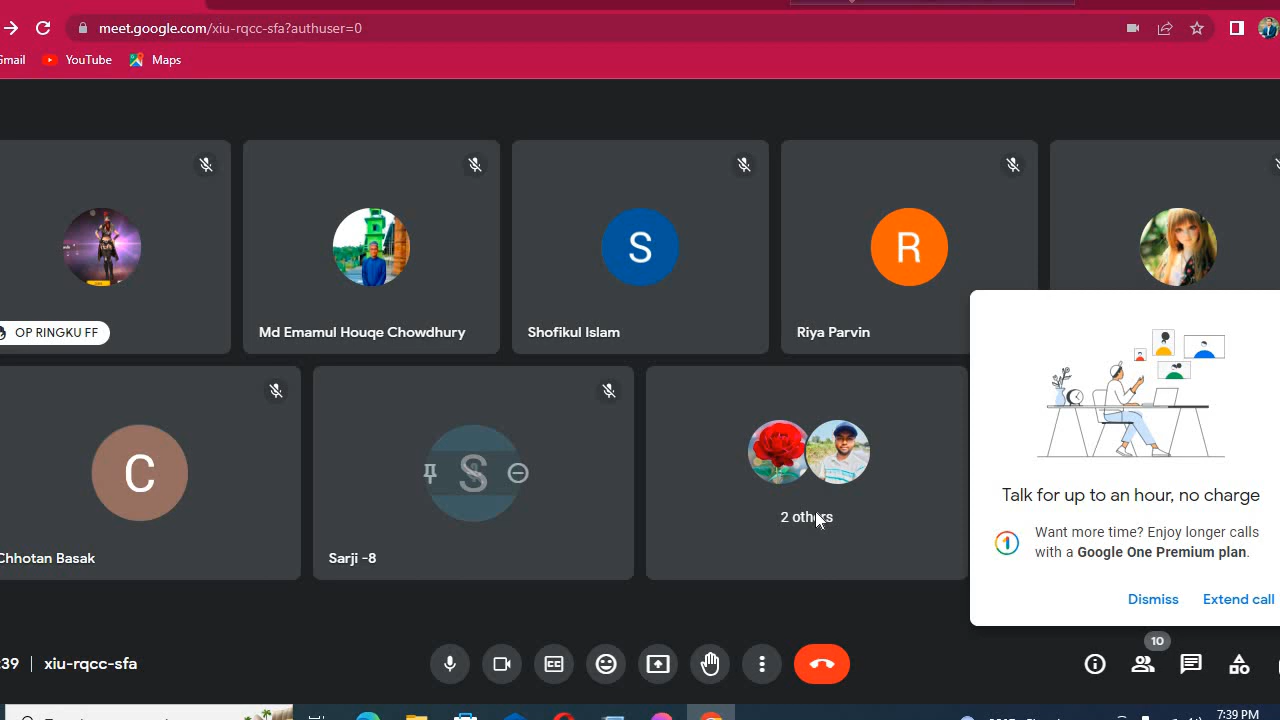 meet.google.com/xiu-rqcc-sfa?authuser=0
Gmail YouTube Maps
S
R
OP RINGKU FF
Md Emamul Houqe Chowdhury
Shofikul Islam
Riya Parvin
C
S
2 others
Chhotan Basak
Sarji -8
Talk for up to an hour, no charge
1
Want more time? Enjoy longer calls
with a Google One Premium plan.
Dismiss Extend call
10
:39 | xiu-rqcc-sfa
CC
7:39 PM